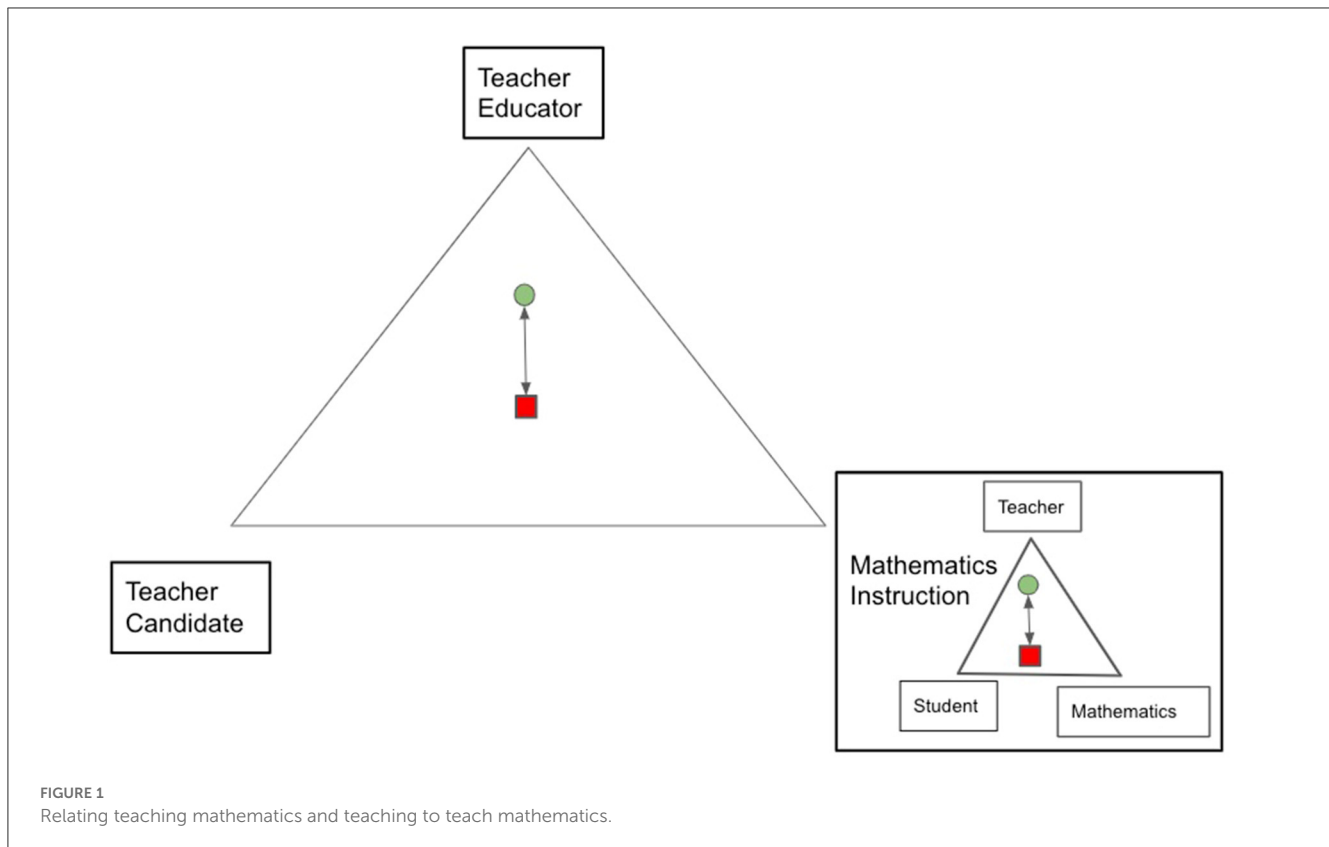 Teacher
Educator
Teacher
Candidate
Mathematics
Instruction
Teacher
Student
Mathematics
FIGURE 1
Relating teaching mathematics and teaching to teach mathematics.